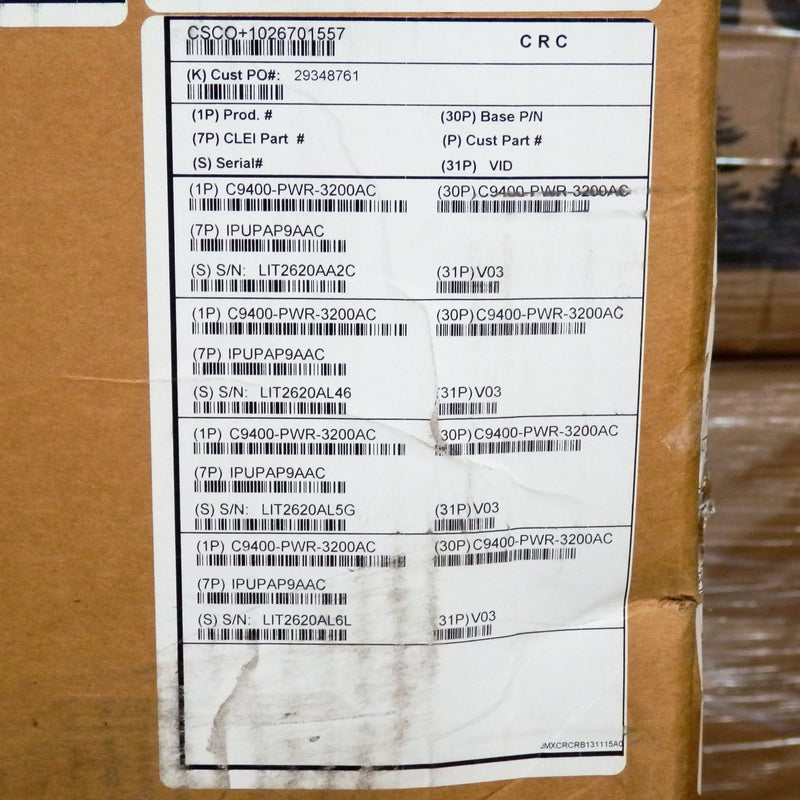 CSCO+1026701557
C R C
(K) Cust PO#: 29348761
(1P) Prod. # (30P) Base P/N
(7P) CLEI Part # (P) Cust Part #
(S) Serial# (31P) VID
(1P) C9400-PWR-3200AC (30P)C9400-PWR-3200AC
(7P) IPUPAP9AAC
(S) S/N: LIT2620AA2C (31P)V03
(1P) C9400-PWR-3200AC (30P)C9400-PWR-3200AC
(7P) IPUPAP9AAC
(S) S/N: LIT2620AL46 (31P)V03
(1P) C9400-PWR-3200AC (30P)C9400-PWR-3200AC
(7P) IPUPAP9AAC
(S) S/N: LIT2620AL5G (31P)V03
(1P) C9400-PWR-3200AC (30P)C9400-PWR-3200AC
(7P) IPUPAP9AAC
(S) S/N: LIT2620AL6L (31P)V03
JMXCRCRB131115A0